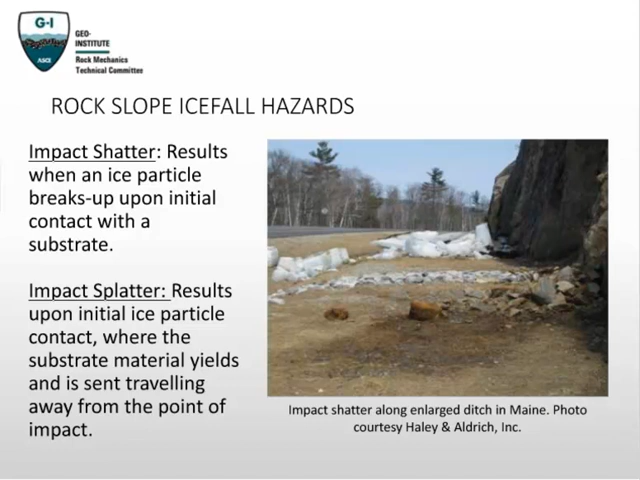 G-I
ASCE
GEO-
INSTITUTE
Rock Mechanics
Technical Committee
ROCK SLOPE ICEFALL HAZARDS
Impact Shatter: Results
when an ice particle
breaks-up upon initial
contact with a
substrate.
Impact Splatter: Results
upon initial ice particle
contact, where the
substrate material yields
and is sent travelling
away from the point of
impact.
Impact shatter along enlarged ditch in Maine. Photo
courtesy Haley & Aldrich, Inc.